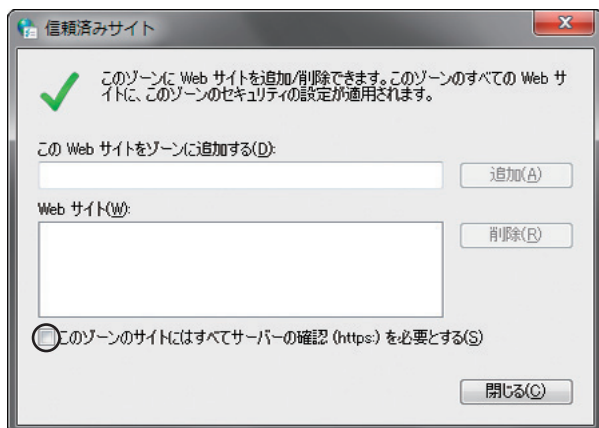 信頼済みサイト
このゾーンに Web サイトを追加/削除できます。このゾーンのすべての Web サ
イトに、このゾーンのセキュリティの設定が適用されます。
この Web サイトをゾーンに追加する(D):
追加(A)
Web サイト(W):
削除(R)
このゾーンのサイトにはすべてサーバーの確認 (https:) を必要とする(S)
閉じる(C)